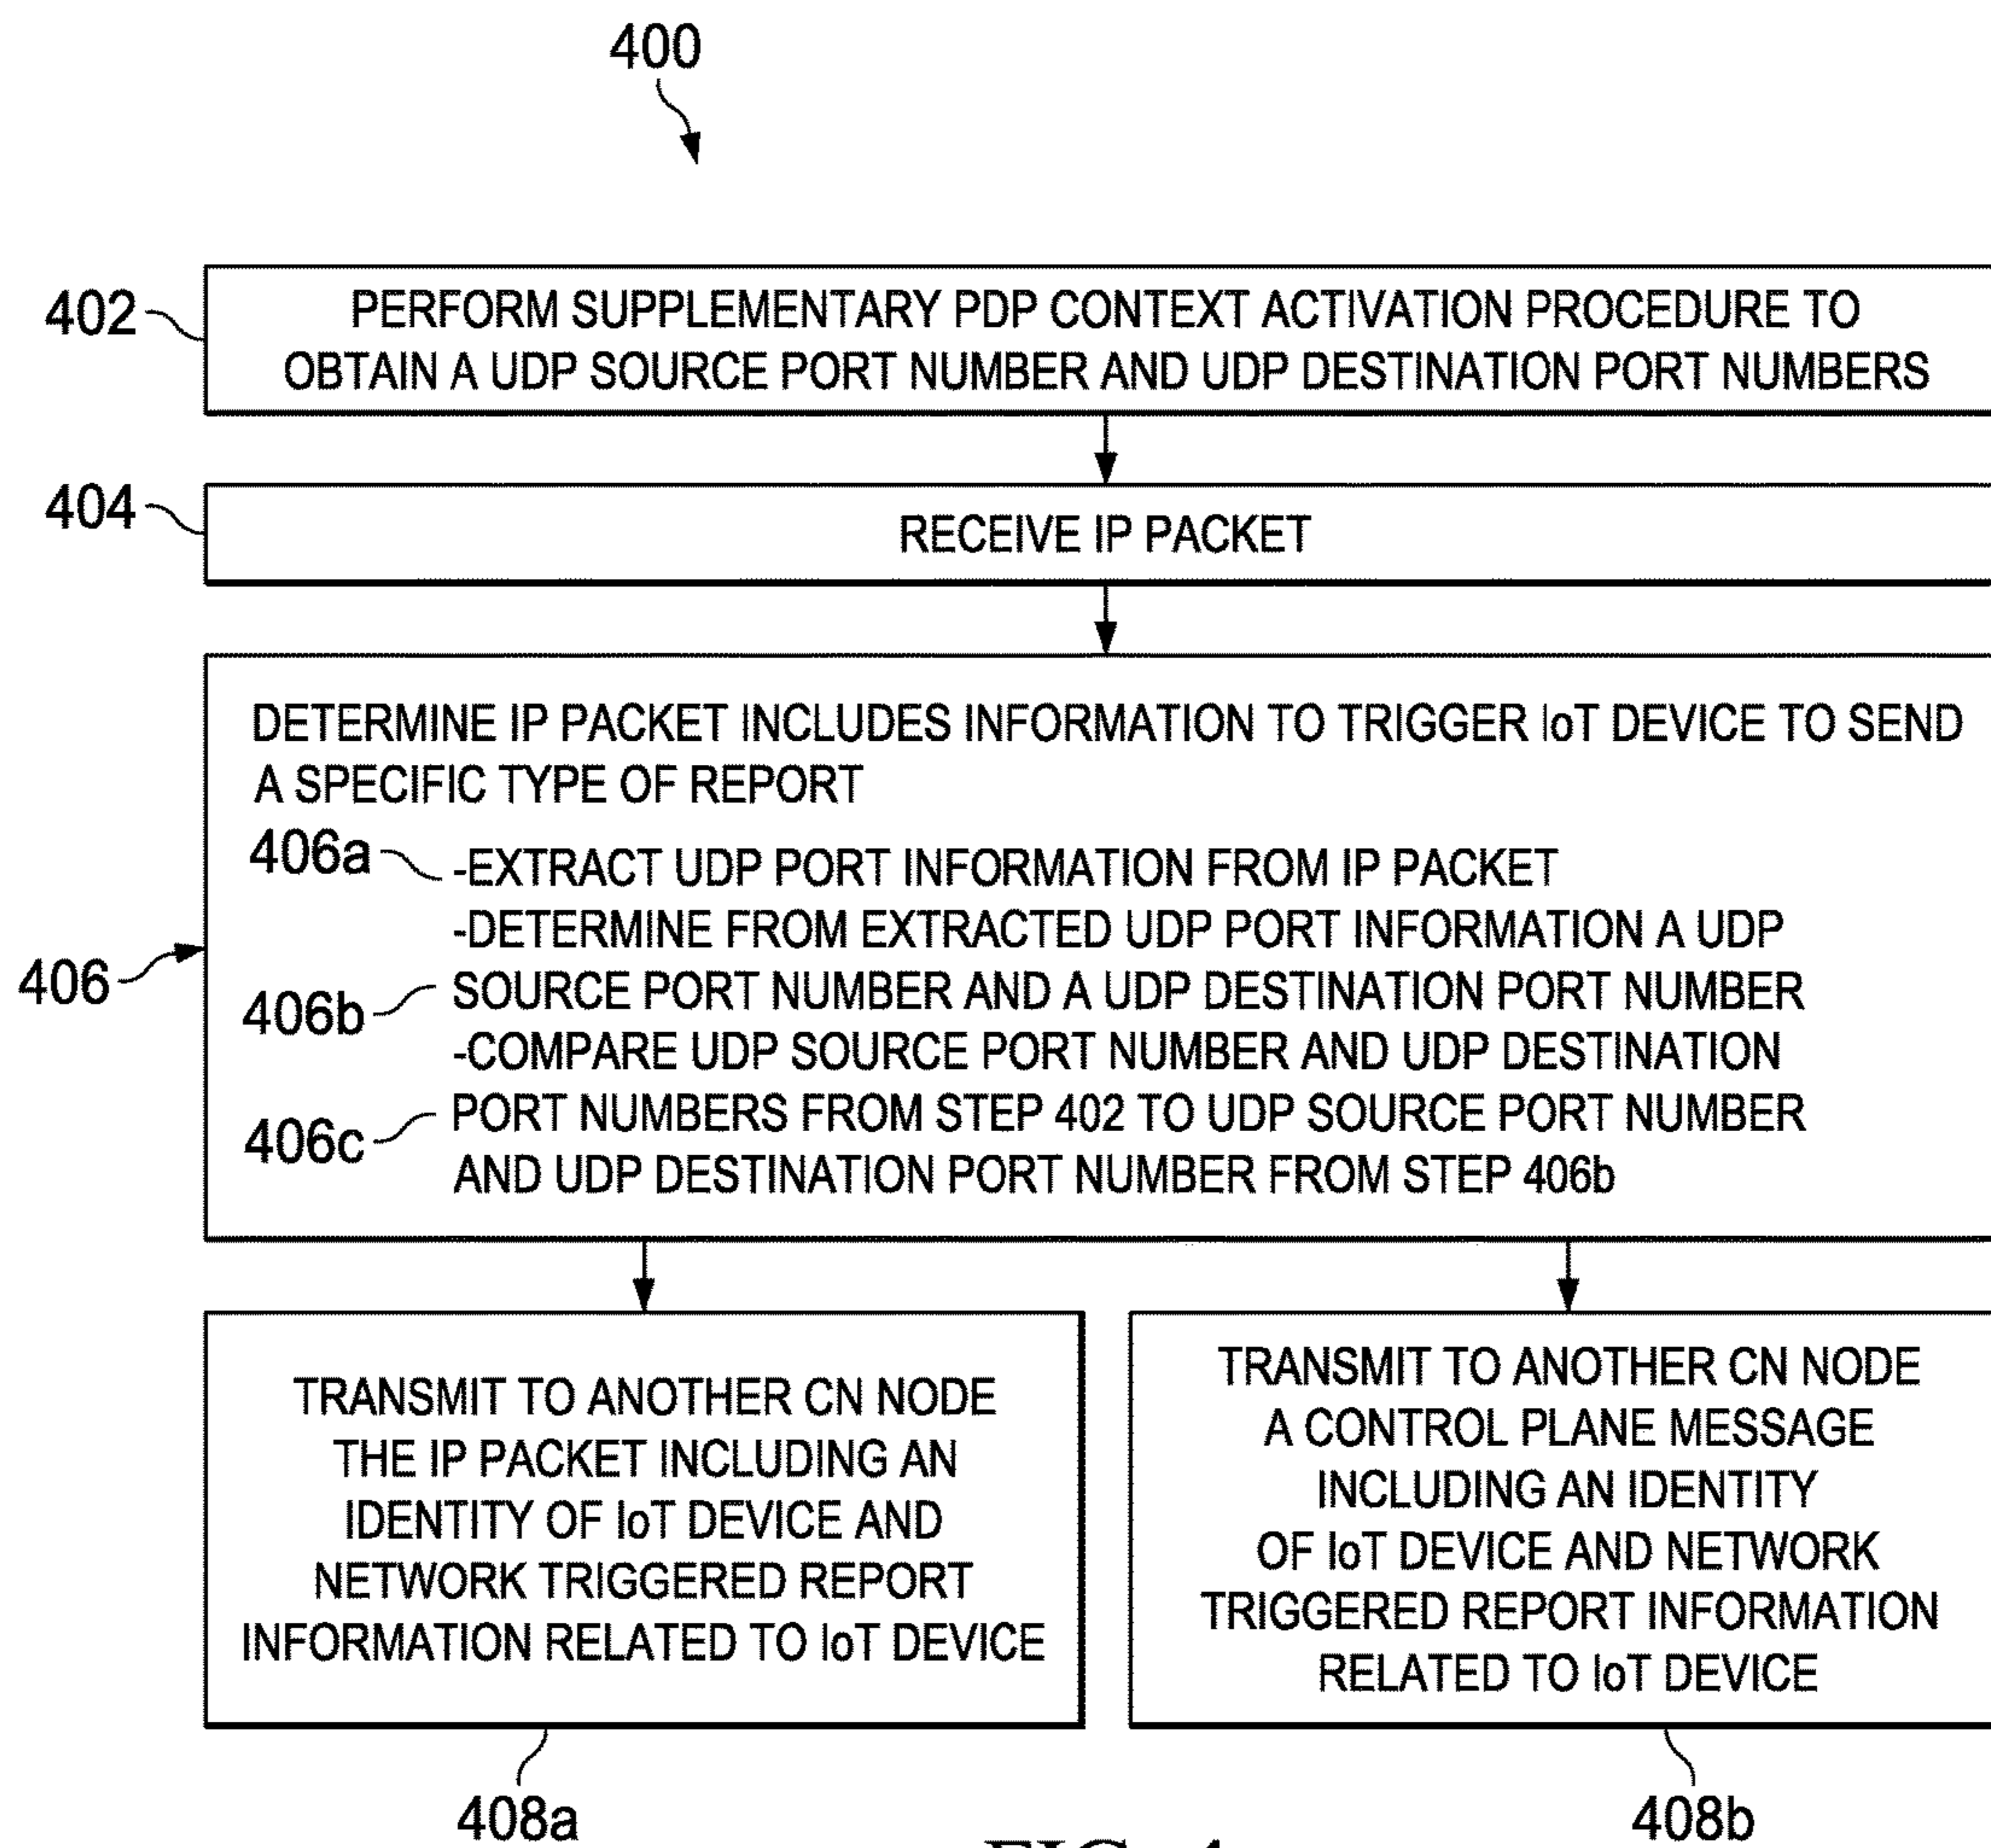 400
402
PERFORM SUPPLEMENTARY PDP CONTEXT ACTIVATION PROCEDURE TO
OBTAIN A UDP SOURCE PORT NUMBER AND UDP DESTINATION PORT NUMBERS
404
RECEIVE IP PACKET
406
DETERMINE IP PACKET INCLUDES INFORMATION TO TRIGGER IoT DEVICE TO SEND
A SPECIFIC TYPE OF REPORT
406a -EXTRACT UDP PORT INFORMATION FROM IP PACKET
-DETERMINE FROM EXTRACTED UDP PORT INFORMATION A UDP
406b SOURCE PORT NUMBER AND A UDP DESTINATION PORT NUMBER
-COMPARE UDP SOURCE PORT NUMBER AND UDP DESTINATION
406c PORT NUMBERS FROM STEP 402 TO UDP SOURCE PORT NUMBER
AND UDP DESTINATION PORT NUMBER FROM STEP 406b
TRANSMIT TO ANOTHER CN NODE
THE IP PACKET INCLUDING AN
IDENTITY OF IoT DEVICE AND
NETWORK TRIGGERED REPORT
INFORMATION RELATED TO IoT DEVICE
408a
TRANSMIT TO ANOTHER CN NODE
A CONTROL PLANE MESSAGE
INCLUDING AN IDENTITY
OF IoT DEVICE AND NETWORK
TRIGGERED REPORT INFORMATION
RELATED TO IoT DEVICE
408b